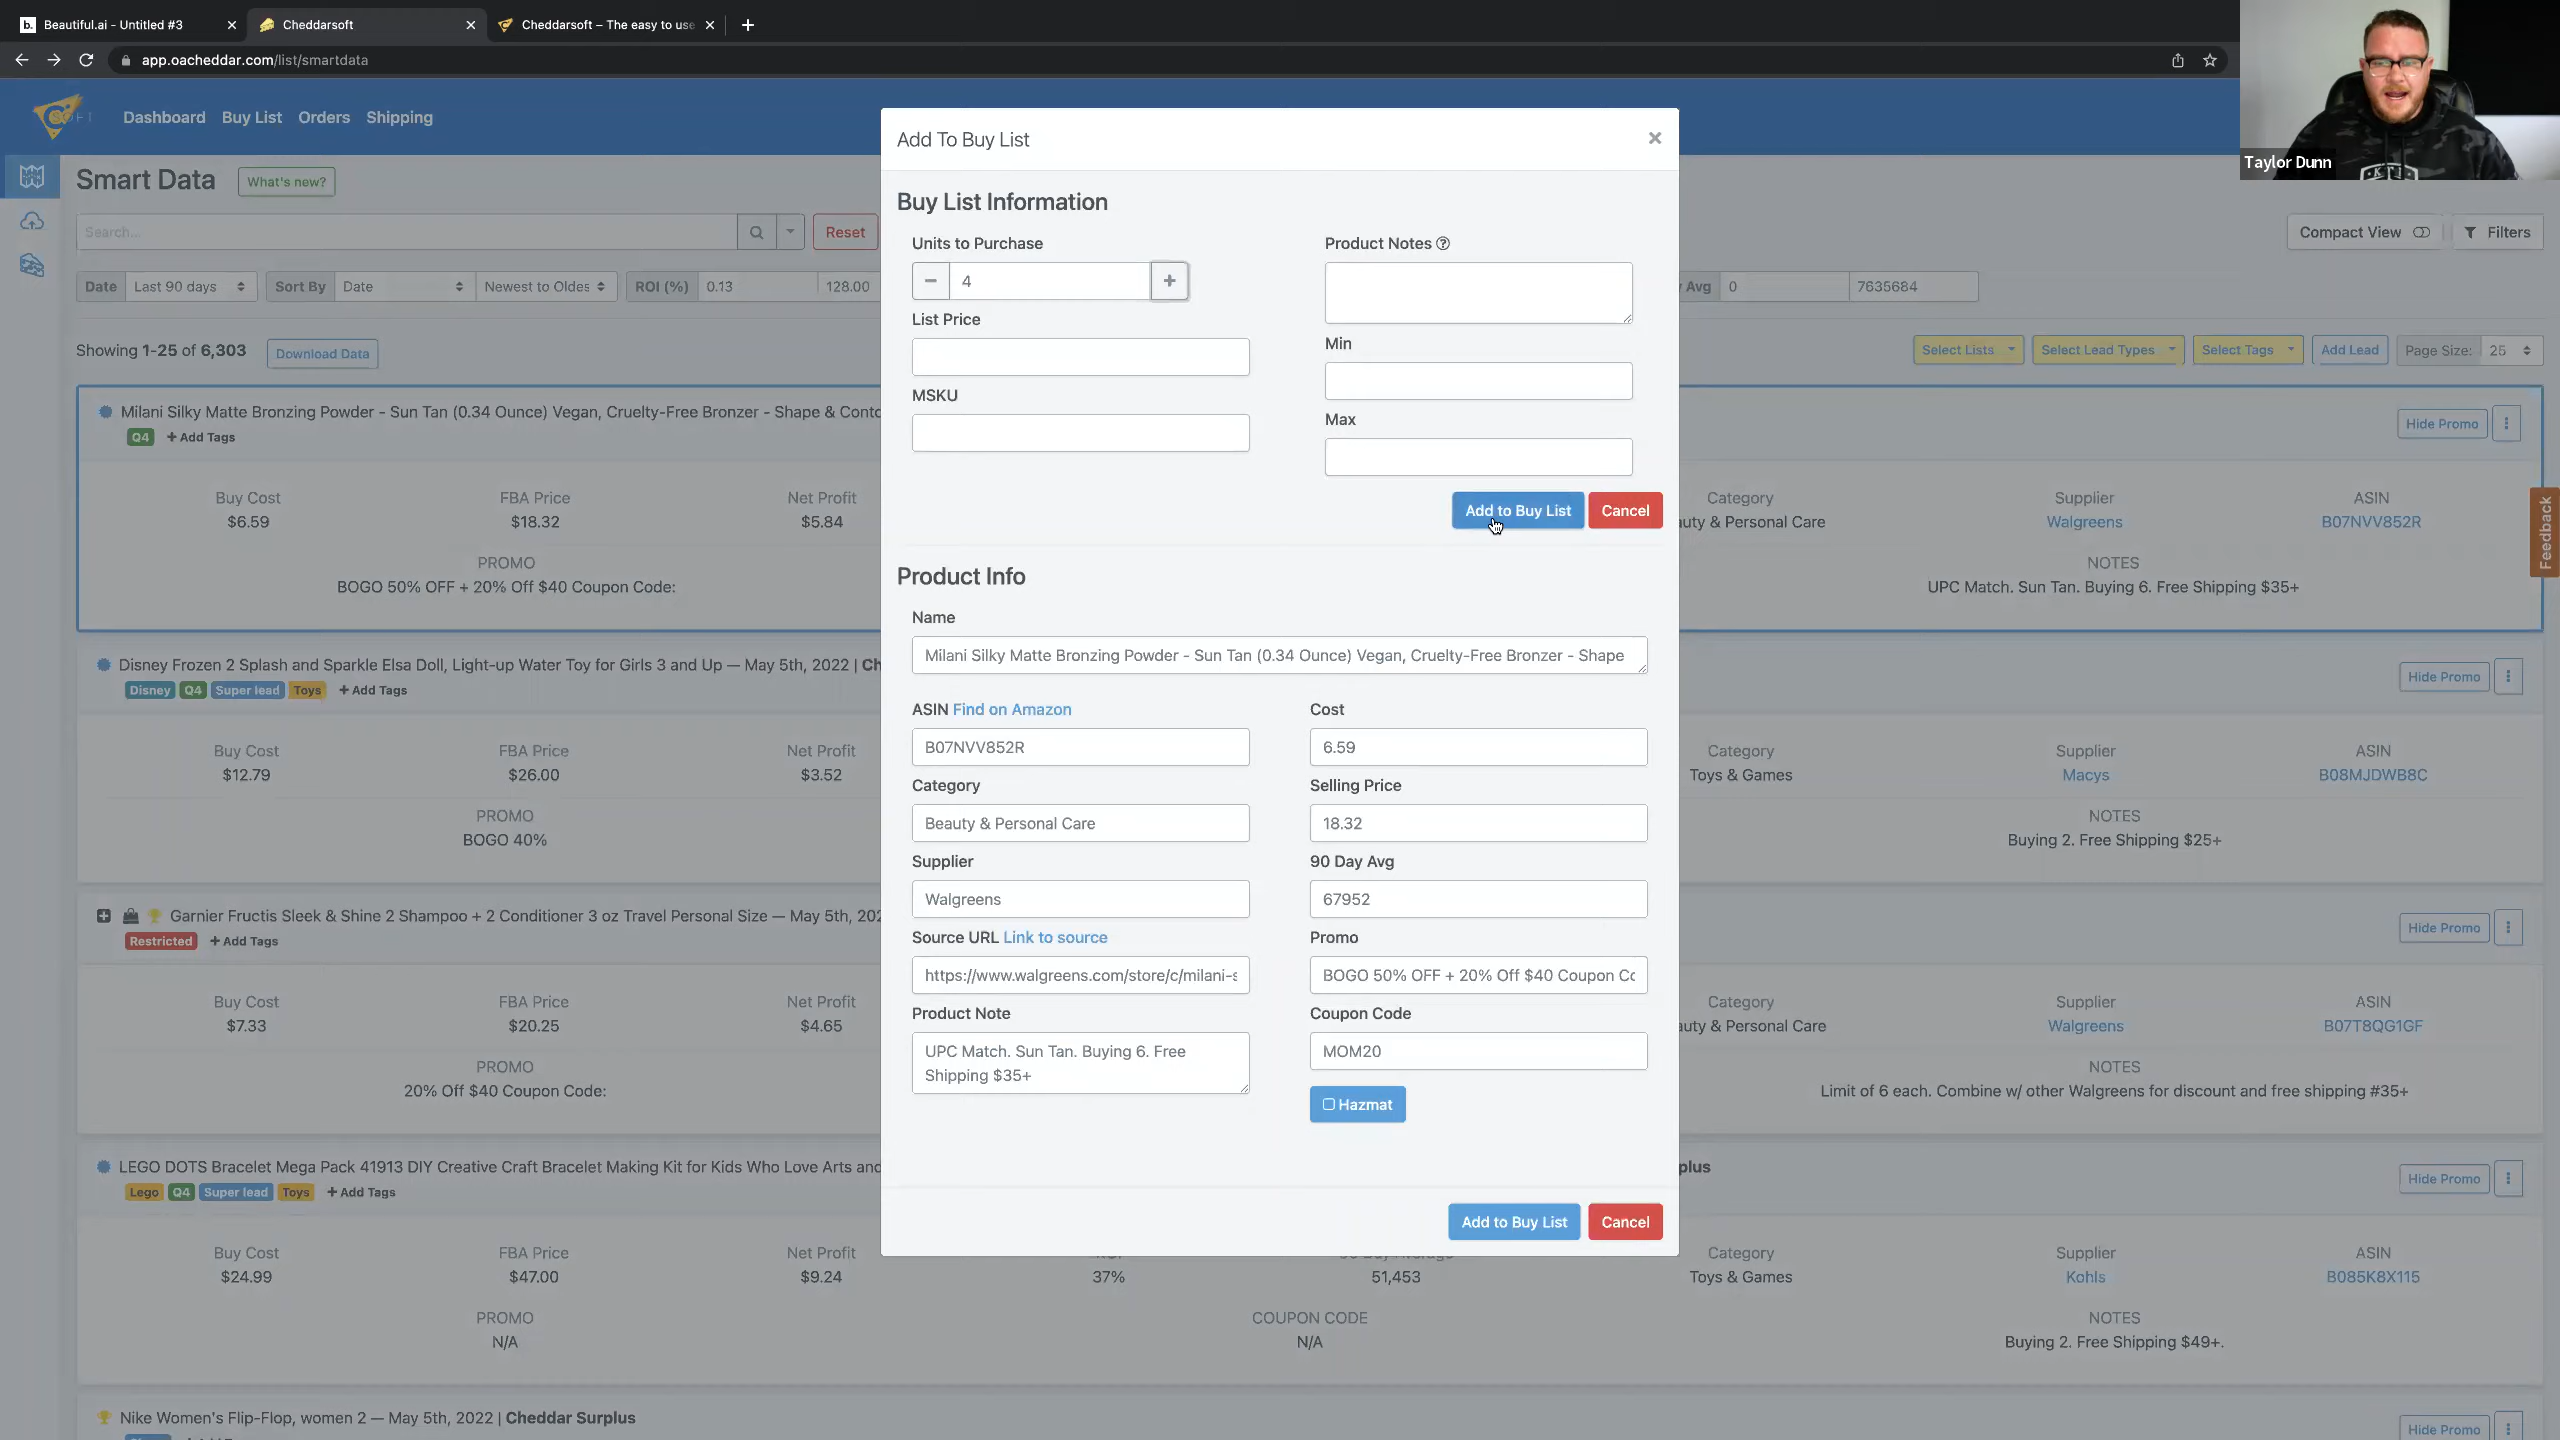 Beautiful.ai - Untitled #3
Cheddarsoft
Cheddarsoft – The easy to use
app.oacheddar.com/list/smartdata
Taylor Dunn
Dashboard
Buy List
Orders
Shipping
Smart Data
What's new?
Search...
Reset
Compact View
Filters
Date
Last 90 days
Sort By
Date
Newest to Oldes
ROI (%)
0.13
128.00
Avg
0
7635684
Showing 1-25 of 6,303
Download Data
Select Lists
Select Lead Types
Select Tags
Add Lead
Page Size:
25
Milani Silky Matte Bronzing Powder - Sun Tan (0.34 Ounce) Vegan, Cruelty-Free Bronzer - Shape & Conto
Q4
+ Add Tags
Hide Promo
Buy Cost
FBA Price
Net Profit
Category
Supplier
ASIN
$6.59
$18.32
$5.84
auty & Personal Care
Walgreens
B07NVV852R
PROMO
NOTES
BOGO 50% OFF + 20% Off $40 Coupon Code:
UPC Match. Sun Tan. Buying 6. Free Shipping $35+
Feedback
Disney Frozen 2 Splash and Sparkle Elsa Doll, Light-up Water Toy for Girls 3 and Up — May 5th, 2022 | Ch
Disney
Q4
Super lead
Toys
+ Add Tags
Hide Promo
Buy Cost
FBA Price
Net Profit
Category
Supplier
ASIN
$12.79
$26.00
$3.52
Toys & Games
Macys
B08MJDWB8C
PROMO
NOTES
BOGO 40%
Buying 2. Free Shipping $25+
Garnier Fructis Sleek & Shine 2 Shampoo + 2 Conditioner 3 oz Travel Personal Size — May 5th, 202
Restricted
+ Add Tags
Hide Promo
Buy Cost
FBA Price
Net Profit
Category
Supplier
ASIN
$7.33
$20.25
$4.65
auty & Personal Care
Walgreens
B07T8QG1GF
PROMO
NOTES
20% Off $40 Coupon Code:
Limit of 6 each. Combine w/ other Walgreens for discount and free shipping #35+
LEGO DOTS Bracelet Mega Pack 41913 DIY Creative Craft Bracelet Making Kit for Kids Who Love Arts and
plus
Lego
Q4
Super lead
Toys
+ Add Tags
Hide Promo
Buy Cost
FBA Price
Net Profit
Category
Supplier
ASIN
$24.99
$47.00
$9.24
37%
51,453
Toys & Games
Kohls
B085K8X115
PROMO
COUPON CODE
NOTES
N/A
N/A
Buying 2. Free Shipping $49+.
Nike Women's Flip-Flop, women 2 — May 5th, 2022 | Cheddar Surplus
Hide Promo
Add To Buy List
Buy List Information
Units to Purchase
Product Notes
4
List Price
Min
MSKU
Max
Add to Buy List
Cancel
Product Info
Name
Milani Silky Matte Bronzing Powder - Sun Tan (0.34 Ounce) Vegan, Cruelty-Free Bronzer - Shape
ASIN Find on Amazon
Cost
B07NVV852R
6.59
Category
Selling Price
Beauty & Personal Care
18.32
Supplier
90 Day Avg
Walgreens
67952
Source URL Link to source
Promo
https://www.walgreens.com/store/c/milani-s
BOGO 50% OFF + 20% Off $40 Coupon Co
Product Note
Coupon Code
UPC Match. Sun Tan. Buying 6. Free
Shipping $35+
MOM20
Hazmat
Add to Buy List
Cancel